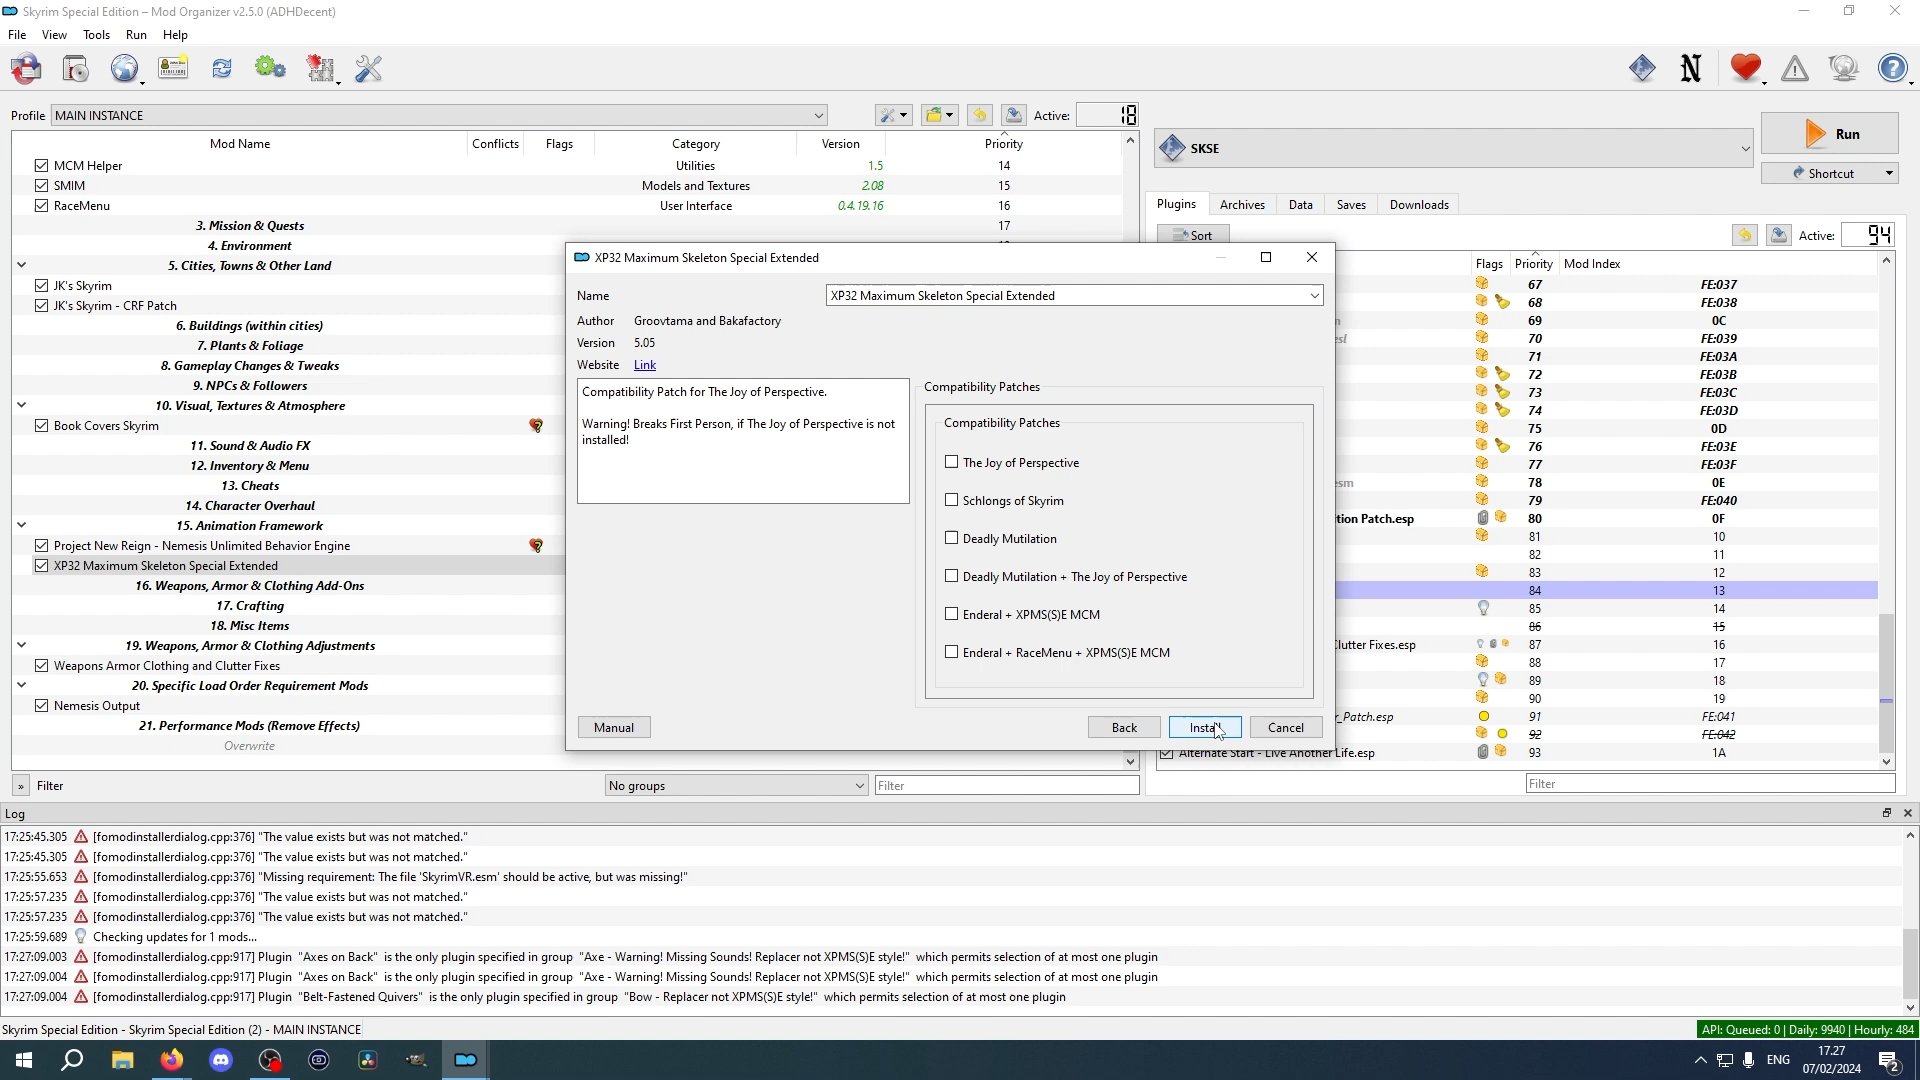 Skyrim Special Edition – Mod Organizer v2.5.0 (ADHDecent)
File View Tools Run Help
Profile MAIN INSTANCE Active: 18
Mod Name Conflicts Flags Category Version Priority
MCM Helper Utilities 1.5 14
SMIM Models and Textures 2.08 15
RaceMenu User Interface 0.4.19.16 16
3. Mission & Quests 17
4. Environment
5. Cities, Towns & Other Land
JK's Skyrim
JK's Skyrim - CRF Patch
6. Buildings (within cities)
7. Plants & Foliage
8. Gameplay Changes & Tweaks
9. NPCs & Followers
10. Visual, Textures & Atmosphere
Book Covers Skyrim
11. Sound & Audio FX
12. Inventory & Menu
13. Cheats
14. Character Overhaul
15. Animation Framework
Project New Reign - Nemesis Unlimited Behavior Engine
XP32 Maximum Skeleton Special Extended
16. Weapons, Armor & Clothing Add-Ons
17. Crafting
18. Misc Items
19. Weapons, Armor & Clothing Adjustments
Weapons Armor Clothing and Clutter Fixes
20. Specific Load Order Requirement Mods
Nemesis Output
21. Performance Mods (Remove Effects)
Overwrite
» Filter No groups Filter
XP32 Maximum Skeleton Special Extended
Name XP32 Maximum Skeleton Special Extended
Author Groovtama and Bakafactory
Version 5.05
Website Link
Compatibility Patch for The Joy of Perspective.
Warning! Breaks First Person, if The Joy of Perspective is not
installed!
Compatibility Patches
Compatibility Patches
The Joy of Perspective
Schlongs of Skyrim
Deadly Mutilation
Deadly Mutilation + The Joy of Perspective
Enderal + XPMS(S)E MCM
Enderal + RaceMenu + XPMS(S)E MCM
Manual Back Install Cancel
SKSE Run
Shortcut
Plugins Archives Data Saves Downloads
Sort Active: 94
Flags Priority Mod Index
67 FE:037
68 FE:038
69 0C
70 FE:039
71 FE:03A
72 FE:03B
73 FE:03C
74 FE:03D
75 0D
76 FE:03E
77 FE:03F
78 0E
79 FE:040
tion Patch.esp 80 0F
81 10
82 11
83 12
84 13
85 14
86 15
Clutter Fixes.esp 87 16
88 17
89 18
90 19
r_Patch.esp 91 FE:041
92 FE:042
Alternate Start - Live Another Life.esp 93 1A
Filter
Log
17:25:45.305 [fomodinstallerdialog.cpp:376] "The value exists but was not matched."
17:25:45.305 [fomodinstallerdialog.cpp:376] "The value exists but was not matched."
17:25:55.653 [fomodinstallerdialog.cpp:376] "Missing requirement: The file 'SkyrimVR.esm' should be active, but was missing!"
17:25:57.235 [fomodinstallerdialog.cpp:376] "The value exists but was not matched."
17:25:57.235 [fomodinstallerdialog.cpp:376] "The value exists but was not matched."
17:25:59.689 Checking updates for 1 mods...
17:27:09.003 [fomodinstallerdialog.cpp:917] Plugin "Axes on Back" is the only plugin specified in group "Axe - Warning! Missing Sounds! Replacer not XPMS(S)E style!" which permits selection of at most one plugin
17:27:09.004 [fomodinstallerdialog.cpp:917] Plugin "Axes on Back" is the only plugin specified in group "Axe - Warning! Missing Sounds! Replacer not XPMS(S)E style!" which permits selection of at most one plugin
17:27:09.004 [fomodinstallerdialog.cpp:917] Plugin "Belt-Fastened Quivers" is the only plugin specified in group "Bow - Replacer not XPMS(S)E style!" which permits selection of at most one plugin
Skyrim Special Edition - Skyrim Special Edition (2) - MAIN INSTANCE API: Queued: 0 | Daily: 9940 | Hourly: 484
ENG 17.27
07/02/2024 2